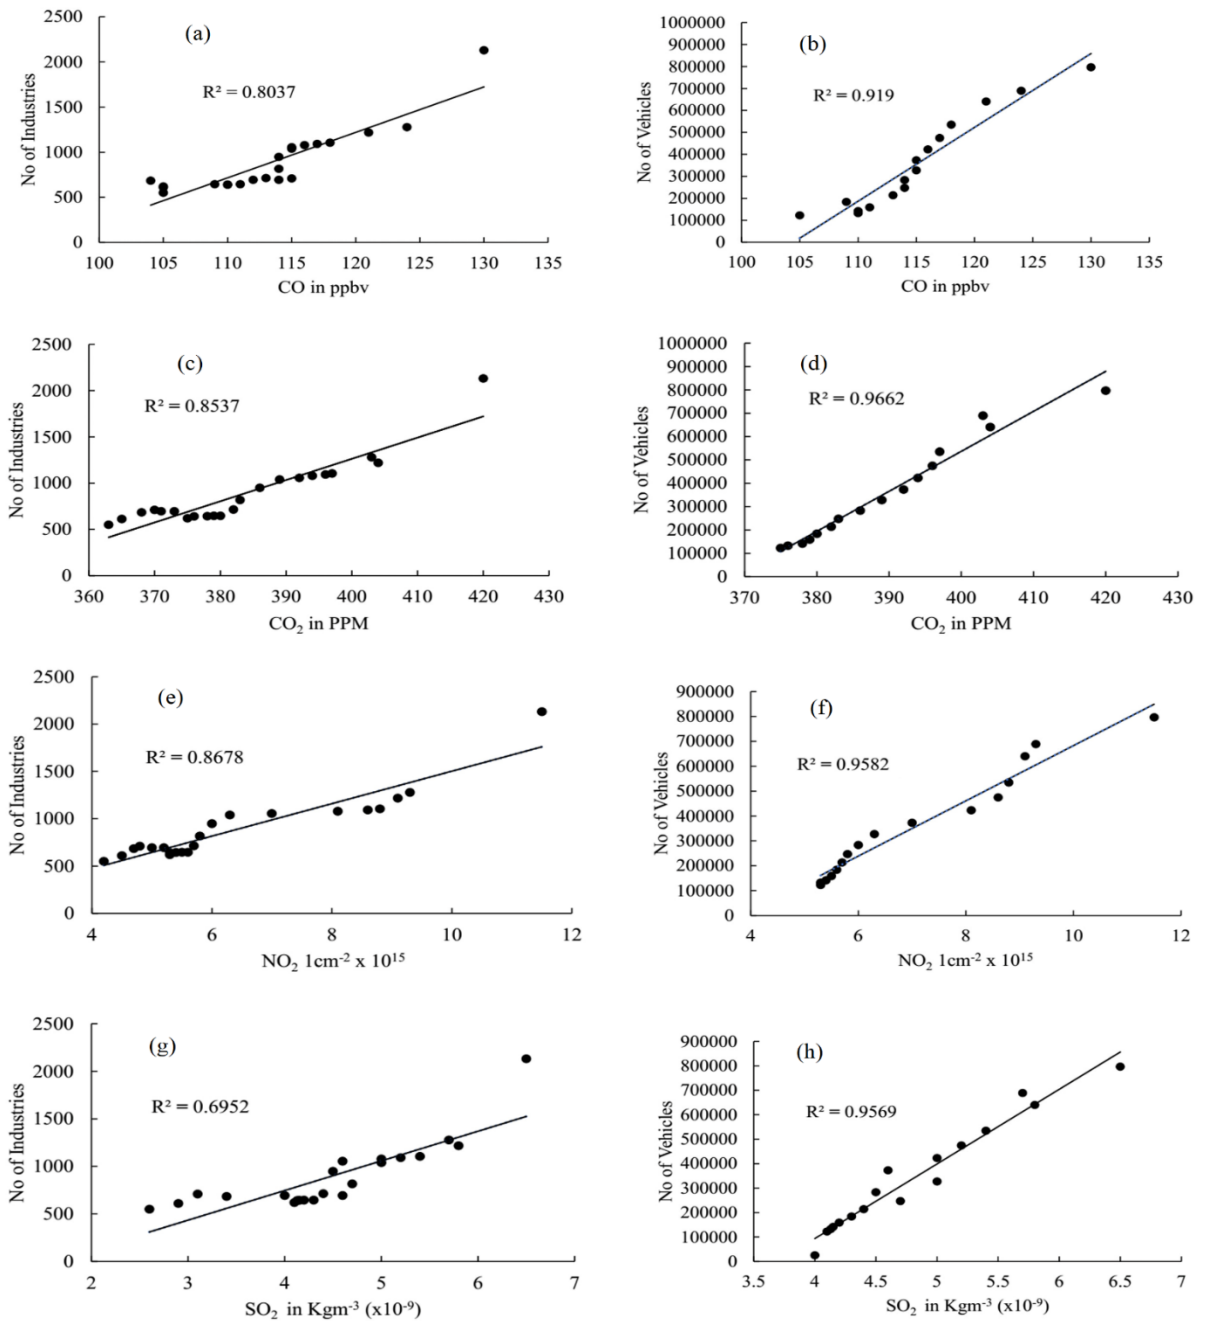 (a)
R² = 0.8037
No of Industries
2500
2000
1500
1000
500
0
100 105 110 115 120 125 130 135
CO in ppbv
(b)
R² = 0.919
No of Vehicles
1000000
900000
800000
700000
600000
500000
400000
300000
200000
100000
0
100 105 110 115 120 125 130 135
CO in ppbv
(c)
R² = 0.8537
No of Industries
2500
2000
1500
1000
500
0
360 370 380 390 400 410 420 430
CO₂ in PPM
(d)
R² = 0.9662
No of Vehicles
1000000
900000
800000
700000
600000
500000
400000
300000
200000
100000
0
370 380 390 400 410 420 430
CO₂ in PPM
(e)
R² = 0.8678
No of Industries
2500
2000
1500
1000
500
0
4 6 8 10 12
NO₂ 1cm⁻² x 10¹⁵
(f)
R² = 0.9582
No of Vehicles
900000
800000
700000
600000
500000
400000
300000
200000
100000
0
4 6 8 10 12
NO₂ 1cm⁻² x 10¹⁵
(g)
R² = 0.6952
No of Industries
2500
2000
1500
1000
500
0
2 3 4 5 6 7
SO₂ in Kgm⁻³ (x10⁻⁹)
(h)
R² = 0.9569
No of Vehicles
900000
800000
700000
600000
500000
400000
300000
200000
100000
0
3.5 4 4.5 5 5.5 6 6.5 7
SO₂ in Kgm⁻³ (x10⁻⁹)